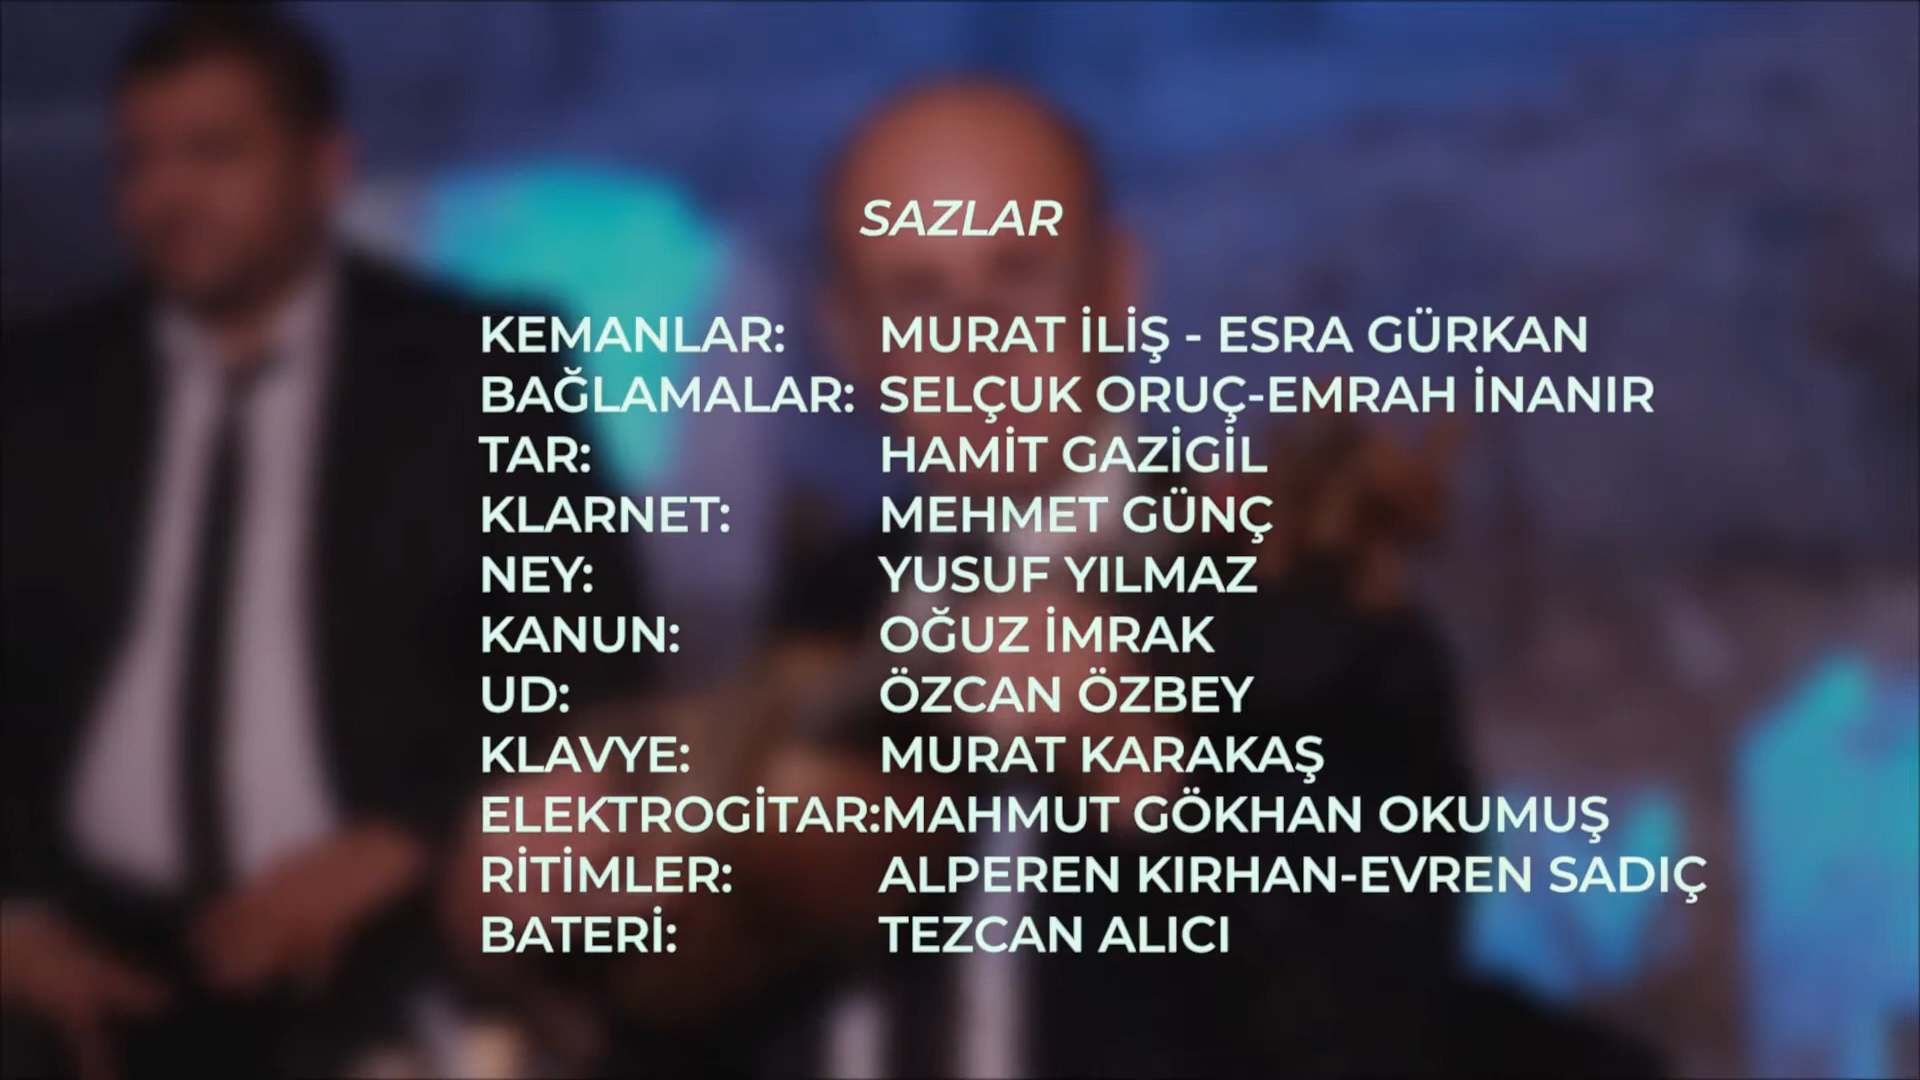 SAZLAR
KEMANLAR: MURAT İLİŞ - ESRA GÜRKAN
BAĞLAMALAR: SELÇUK ORUÇ-EMRAH İNANIR
TAR: HAMİT GAZİGİL
KLARNET: MEHMET GÜNÇ
NEY: YUSUF YILMAZ
KANUN: OĞUZ İMRAK
UD: ÖZCAN ÖZBEY
KLAVYE: MURAT KARAKAŞ
ELEKTROGİTAR:MAHMUT GÖKHAN OKUMUŞ
RİTİMLER: ALPEREN KIRHAN-EVREN SADIÇ
BATERİ: TEZCAN ALICI